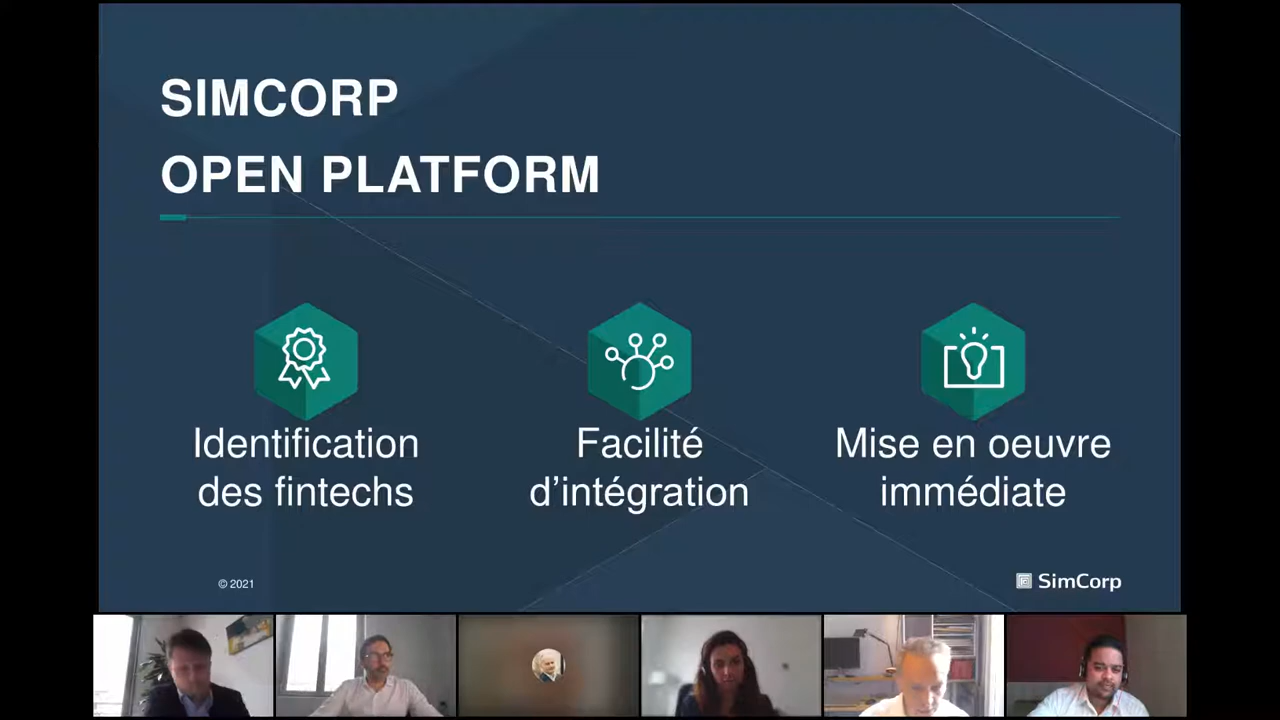 SIMCORP
OPEN PLATFORM
Identification
des fintechs
Facilité
d’intégration
Mise en oeuvre
immédiate
© 2021
SimCorp